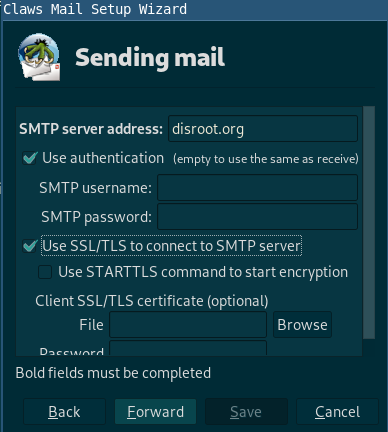 Claws Mail Setup Wizard
Sending mail
SMTP server address: disroot.org
Use authentication (empty to use the same as receive)
SMTP username:
SMTP password:
Use SSL/TLS to connect to SMTP server
Use STARTTLS command to start encryption
Client SSL/TLS certificate (optional)
File Browse
Password
Bold fields must be completed
Back Forward Save Cancel